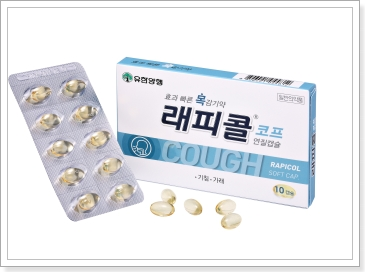 유한양행
일반의약품
효과 빠른 목감기약
래피콜® 코프
연질캡슐
COUGH
RAPICOL
SOFT CAP
-기침·가래
10캡슐